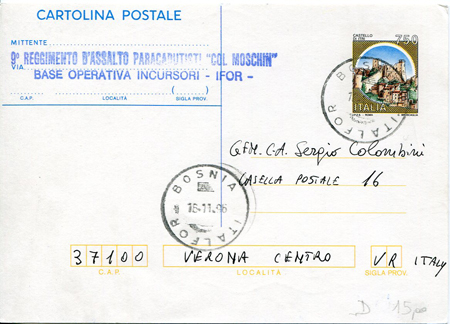 CARTOLINA POSTALE
MITTENTE
9° REGGIMENTO D'ASSALTO PARACADUTISTI "COL MOSCHIN"
VIA
BASE OPERATIVA INCURSORI - IFOR -
( )
C.A.P. LOCALITÀ SIGLA PROV.
CASTELLO
750
ITALIA
BOSNIA
ITALFOR
Sergio Colombini
CASELLA POSTALE 16
BOSNIA
16-11-96
ITALFOR
37100 VERONA CENTRO VR ITALY
C.A.P. LOCALITÀ SIGLA PROV.